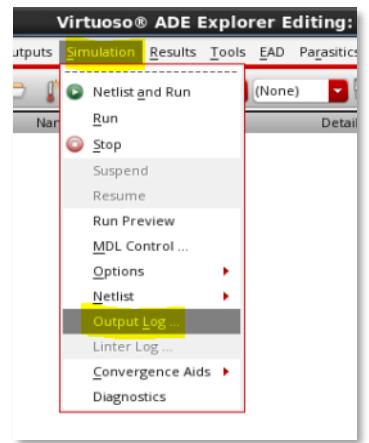 Virtuoso® ADE Explorer Editing:
utputs Simulation Results Tools EAD Parasitics
(None)
Nar Detail
Netlist and Run
Run
Stop
Suspend
Resume
Run Preview
MDL Control ...
Options
Netlist
Output Log ...
Linter Log ...
Convergence Aids
Diagnostics